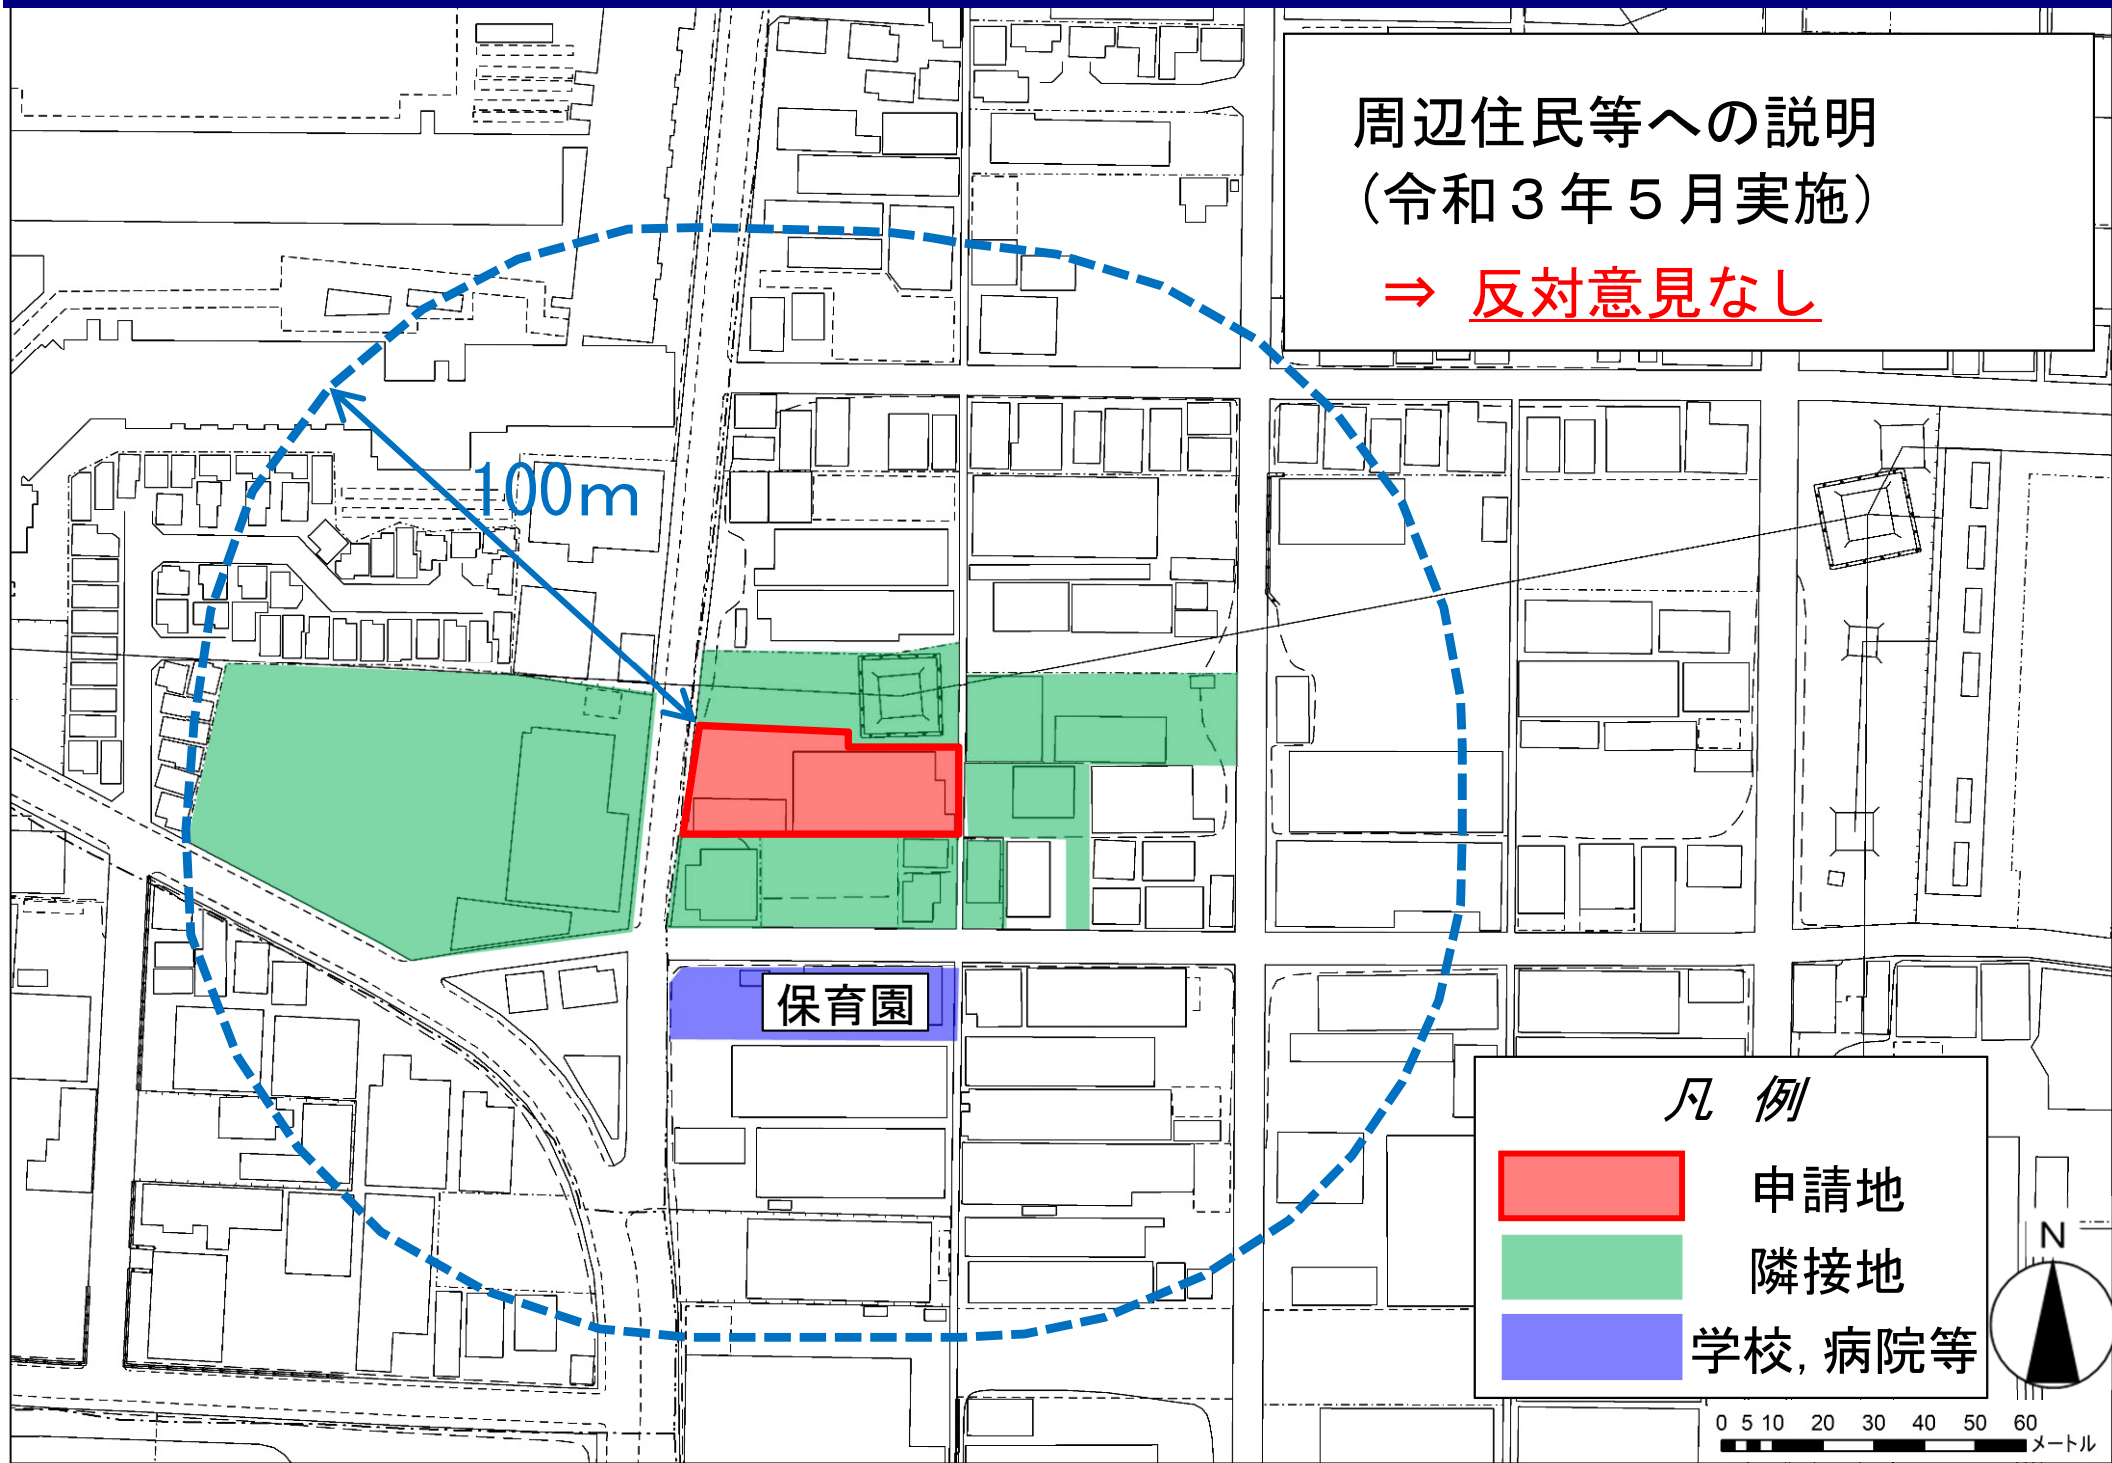 周辺住民等への説明
（令和３年５月実施）
⇒ 反対意見なし
100m
保育園
凡 例
申請地
隣接地
学校，病院等
N
0 5 10 20 30 40 50 60
メートル